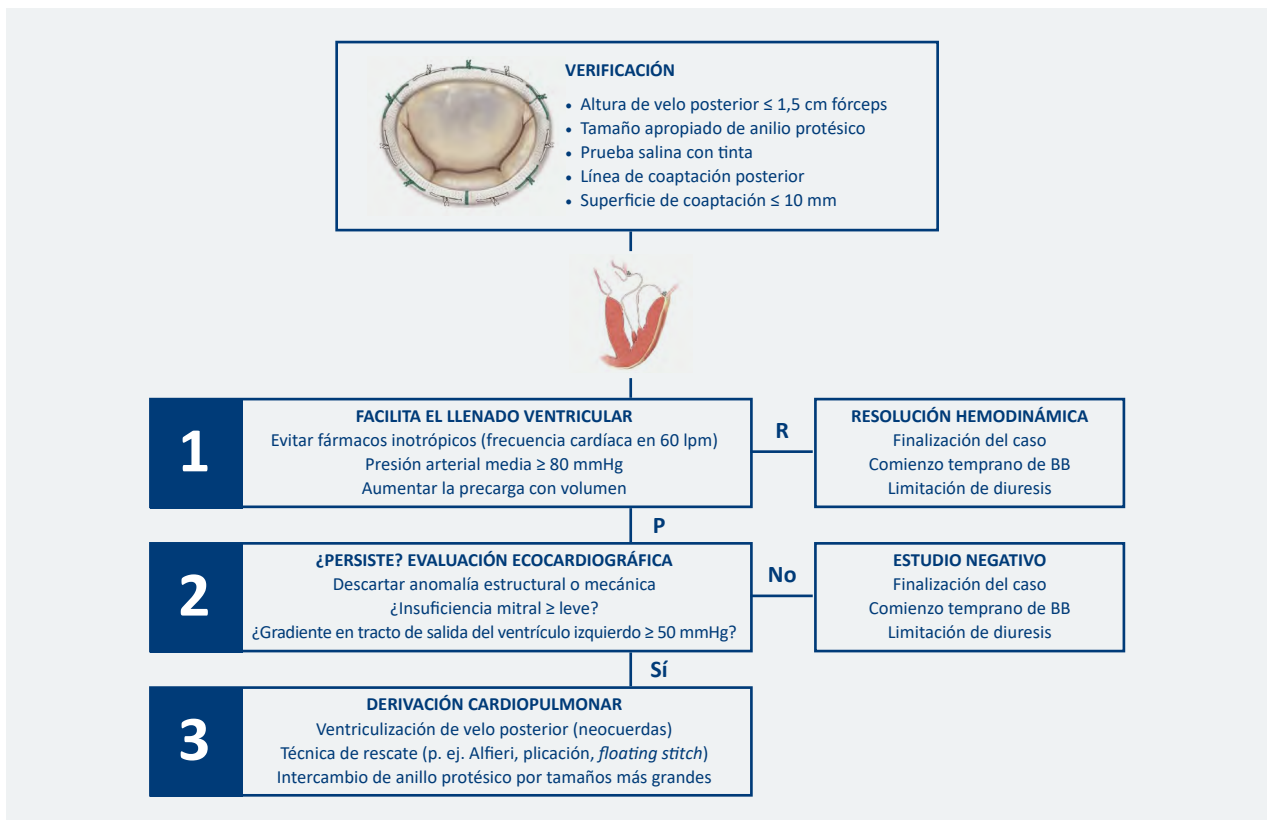 VERIFICACIÓN
• Altura de velo posterior ≤ 1,5 cm fórceps
• Tamaño apropiado de anilio protésico
• Prueba salina con tinta
• Línea de coaptación posterior
• Superficie de coaptación ≤ 10 mm
1
FACILITA EL LLENADO VENTRICULAR
Evitar fármacos inotrópicos (frecuencia cardíaca en 60 lpm)
Presión arterial media ≥ 80 mmHg
Aumentar la precarga con volumen
R
RESOLUCIÓN HEMODINÁMICA
Finalización del caso
Comienzo temprano de BB
Limitación de diuresis
P
2
¿PERSISTE? EVALUACIÓN ECOCARDIOGRÁFICA
Descartar anomalía estructural o mecánica
¿Insuficiencia mitral ≥ leve?
¿Gradiente en tracto de salida del ventrículo izquierdo ≥ 50 mmHg?
No
ESTUDIO NEGATIVO
Finalización del caso
Comienzo temprano de BB
Limitación de diuresis
Sí
3
DERIVACIÓN CARDIOPULMONAR
Ventriculización de velo posterior (neocuerdas)
Técnica de rescate (p. ej. Alfieri, plicación, floating stitch)
Intercambio de anillo protésico por tamaños más grandes